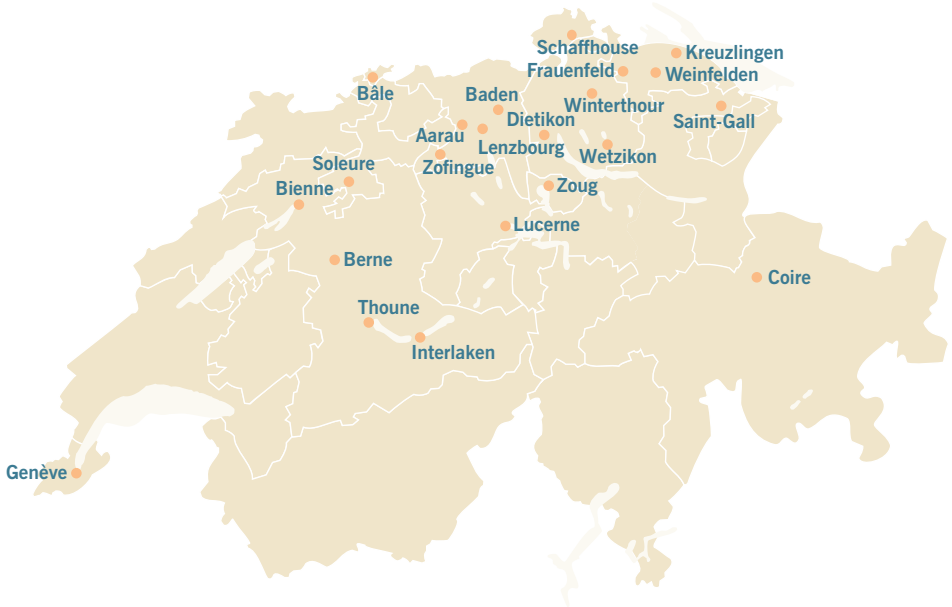 Schaffhouse
Kreuzlingen
Frauenfeld
Weinfelden
Bâle
Baden
Winterthour
Dietikon
Saint-Gall
Aarau
Lenzbourg
Wetzikon
Zofingue
Soleure
Bienne
Zoug
Lucerne
Berne
Coire
Thoune
Interlaken
Genève